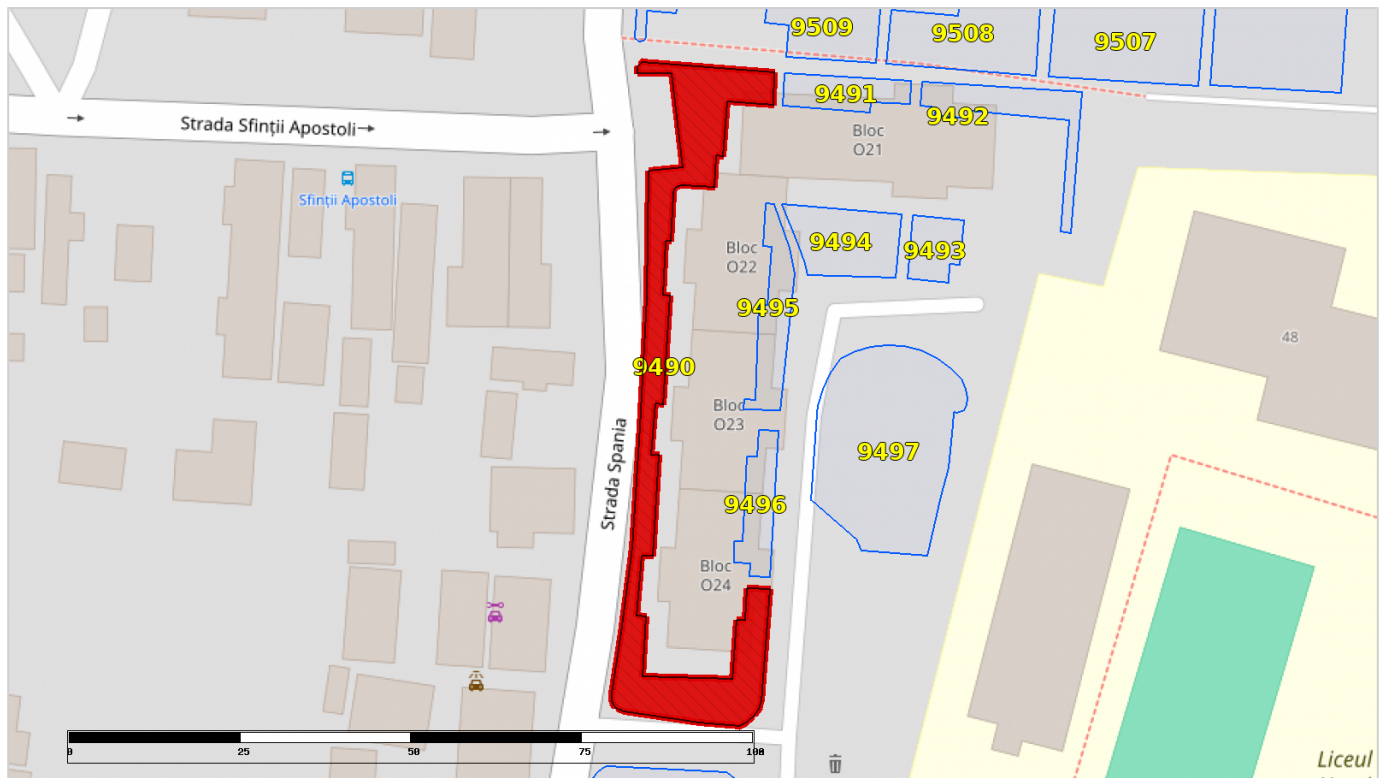 9509
9508
9507
9491
9492
Strada Sfinții Apostoli
Bloc
O21
Sfinții Apostoli
9494
9493
Bloc
O22
9495
48
9490
Bloc
O23
Strada Spania
9497
9496
Bloc
O24
0 25 50 75 100
Liceul